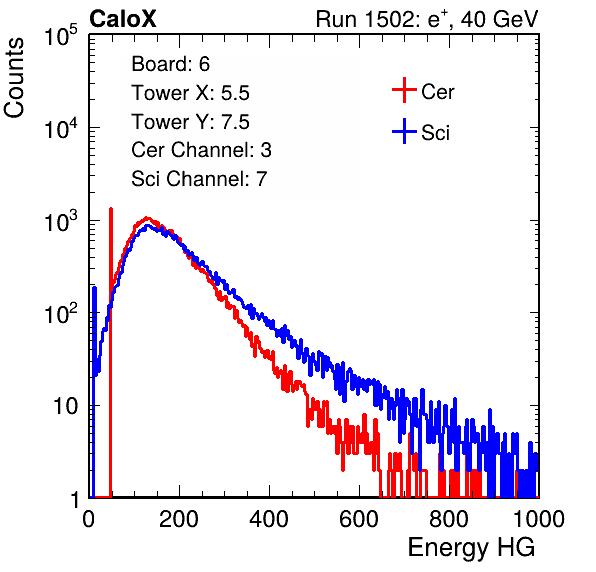 CaloX Run 1502: e⁺, 40 GeV
Counts
10⁵
10⁴
10³
10²
10
1
Board: 6
Tower X: 5.5
Tower Y: 7.5
Cer Channel: 3
Sci Channel: 7
Cer
Sci
0 200 400 600 800 1000
Energy HG